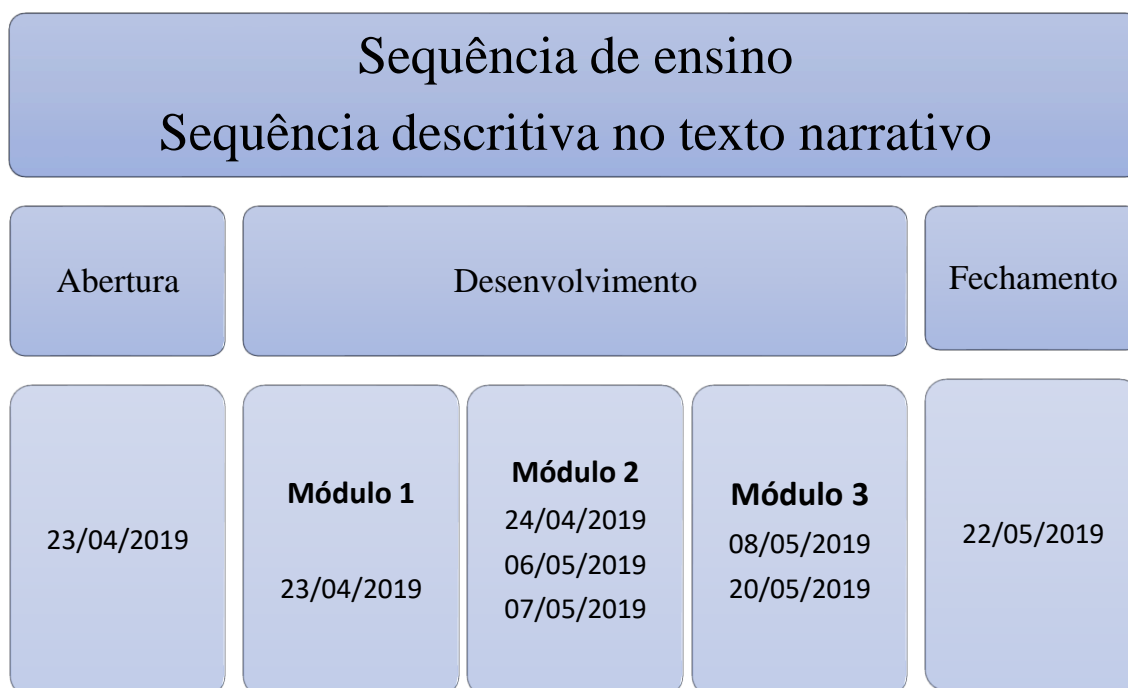 Sequência de ensino
Sequência descritiva no texto narrativo
Abertura
Desenvolvimento
Fechamento
23/04/2019
Módulo 1
23/04/2019
Módulo 2
24/04/2019
06/05/2019
07/05/2019
Módulo 3
08/05/2019
20/05/2019
22/05/2019